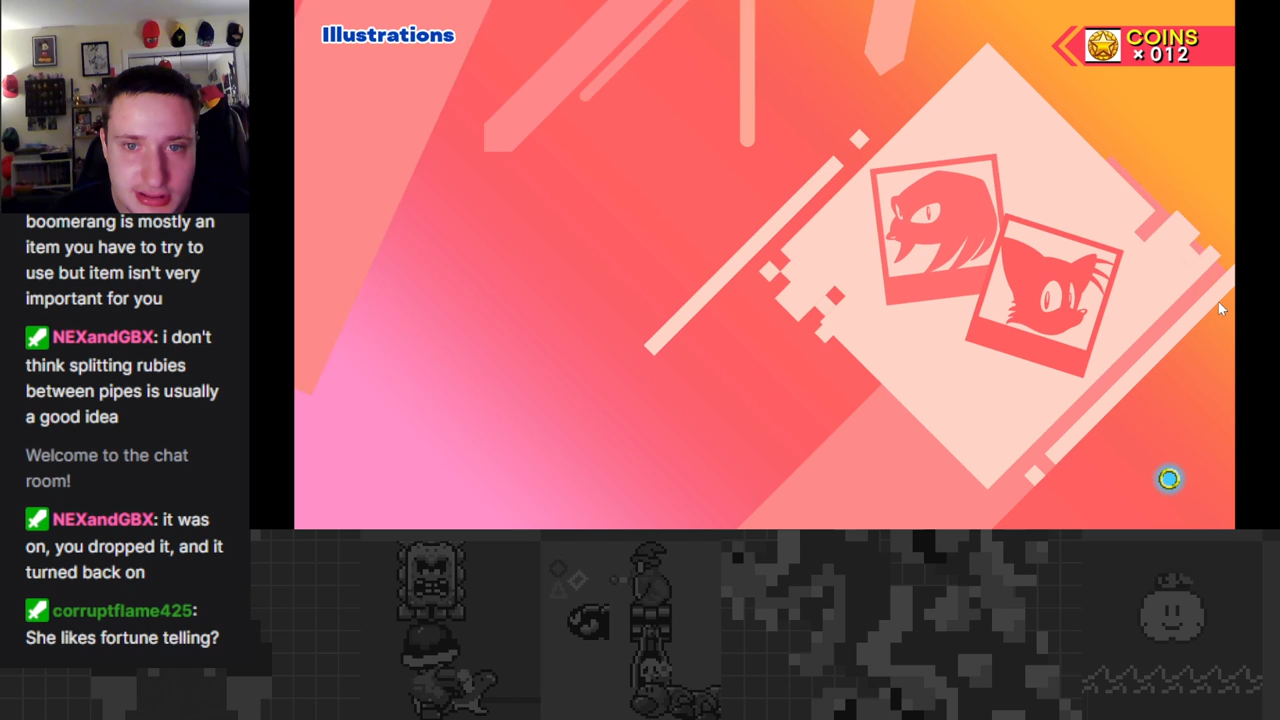 Illustrations
COINS
×012
boomerang is mostly an
item you have to try to
use but item isn't very
important for you
NEXandGBX: i don't
think splitting rubies
between pipes is usually
a good idea
Welcome to the chat
room!
NEXandGBX: it was
on, you dropped it, and it
turned back on
corruptflame425:
She likes fortune telling?